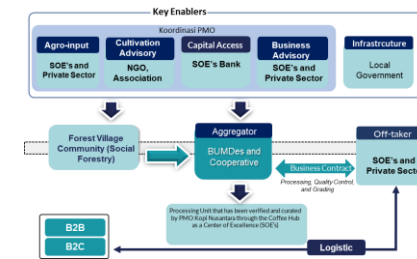 Key Enablers
Koordinasi PMO
Agro-input
SOE's and
Private Sector
Cultivation
Advisory
NGO,
Association
Capital Access
SOE's Bank
Business
Advisory
SOE's and
Private Sector
Infrastrcuture
Local
Government
Forest Village
Community (Social
Forestry)
Aggregator
BUMDes and
Cooperative
Business Contract
Processing, Quality Control,
and Grading
Off-taker
SOE's and
Private Sect
Processing Unit that has been verified and curated
by PMO Kopi Nusantara through the Coffee Hub
as a Center of Excellence (SOE's)
B2B
B2C
Logistic